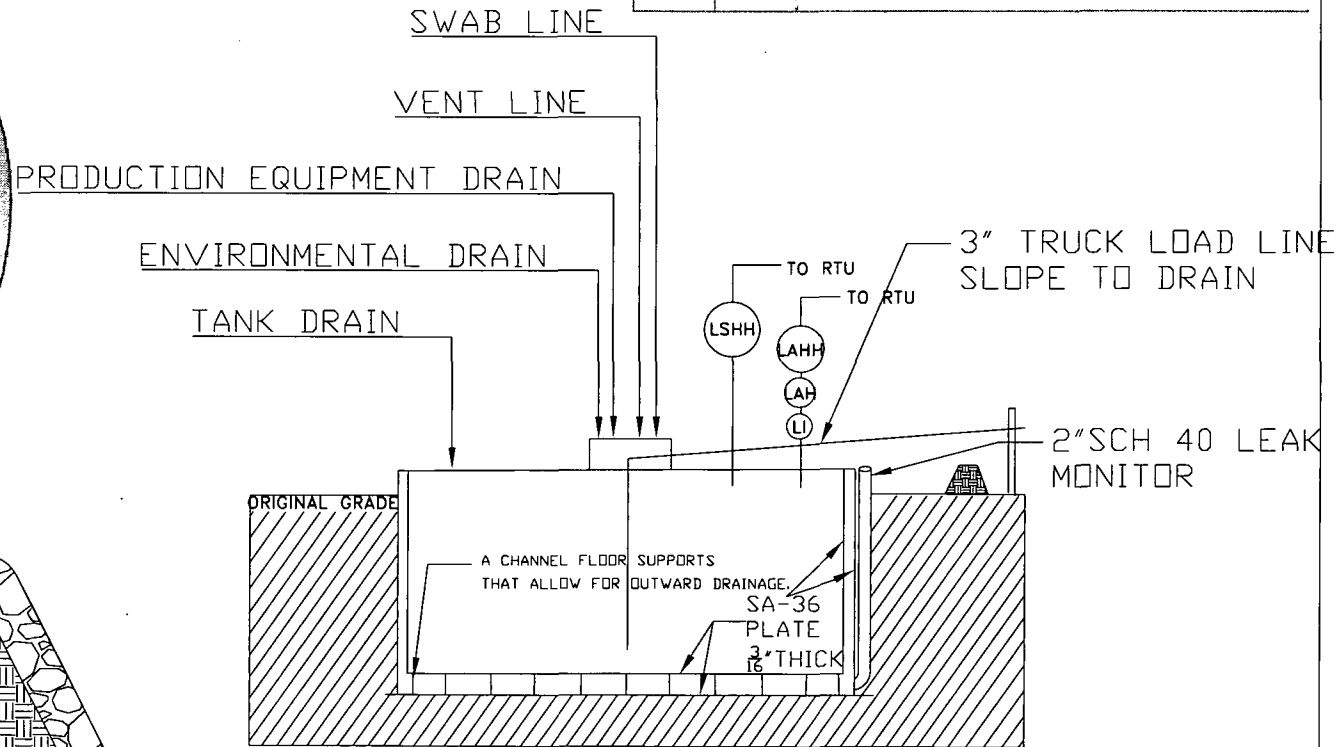 SWAB LINE
VENT LINE
PRODUCTION EQUIPMENT DRAIN
ENVIRONMENTAL DRAIN
TANK DRAIN
TO RTU
TO RTU
LSHH
LAHH
LAH
LI
3" TRUCK LOAD LINE
SLOPE TO DRAIN
2"SCH 40 LEAK
MONITOR
ORIGINAL GRADE
A CHANNEL FLOOR SUPPORTS
THAT ALLOW FOR OUTWARD DRAINAGE.
SA-36
PLATE
3/16"THICK